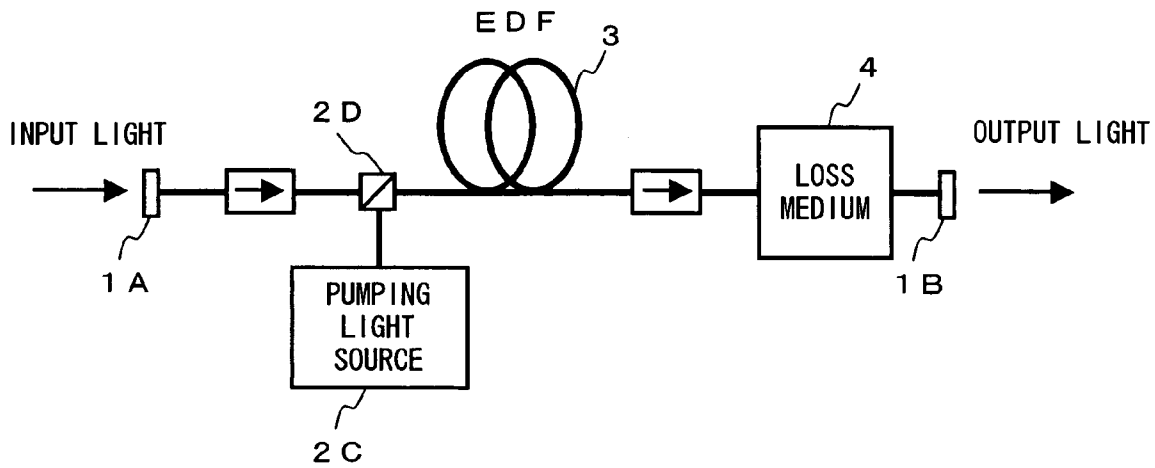 EDF
3
4
2D
INPUT LIGHT
OUTPUT LIGHT
LOSS
MEDIUM
1A
1B
PUMPING
LIGHT
SOURCE
2C